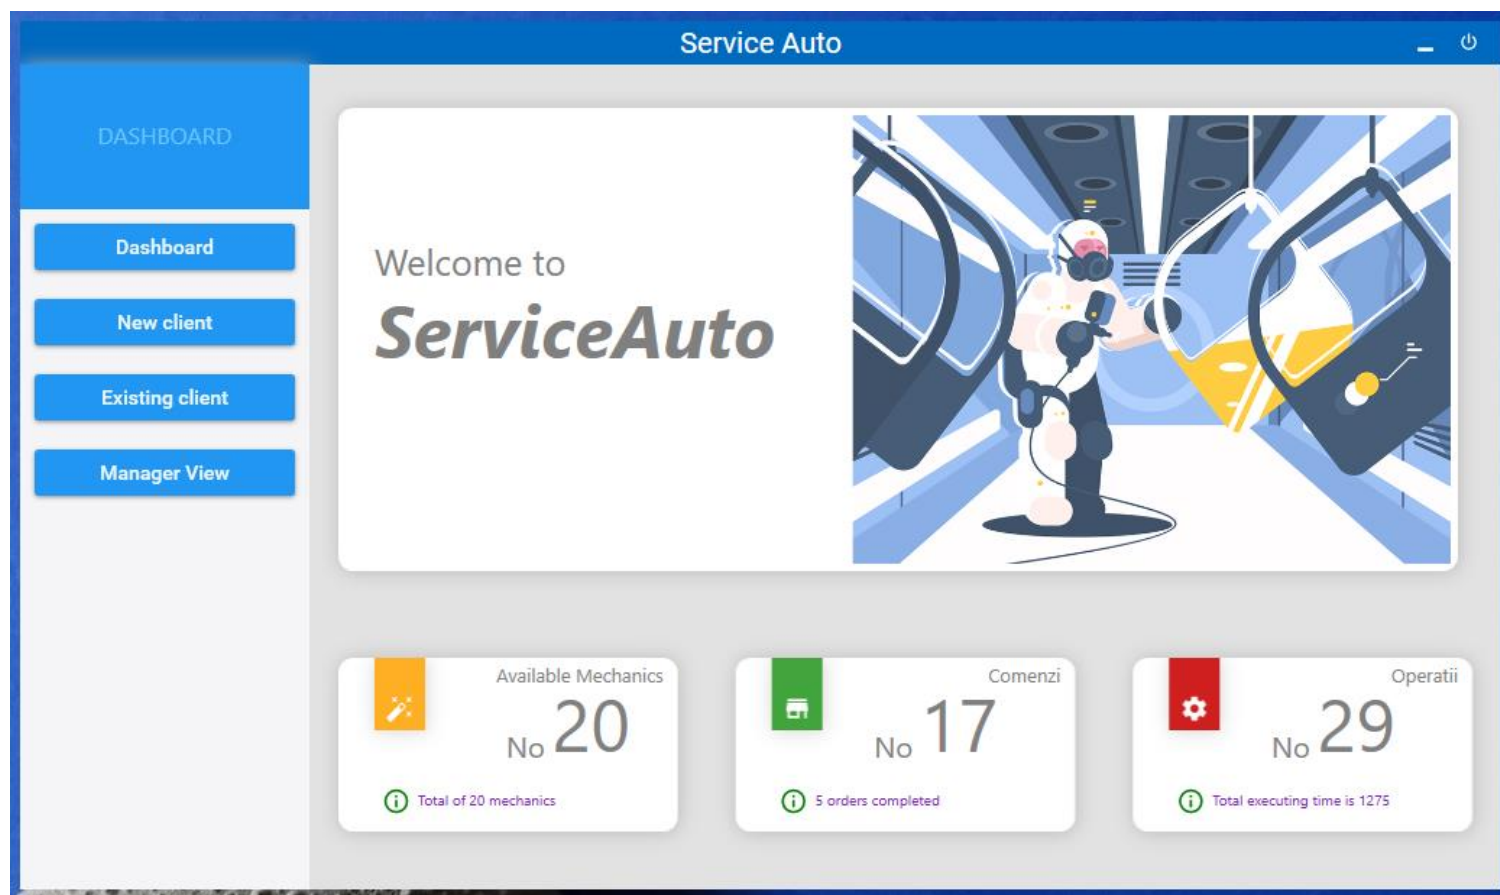 Service Auto
DASHBOARD
Dashboard
New client
Existing client
Manager View
Welcome to
ServiceAuto
Available Mechanics
No 20
Total of 20 mechanics
Comenzi
No 17
5 orders completed
Operatii
No 29
Total executing time is 1275